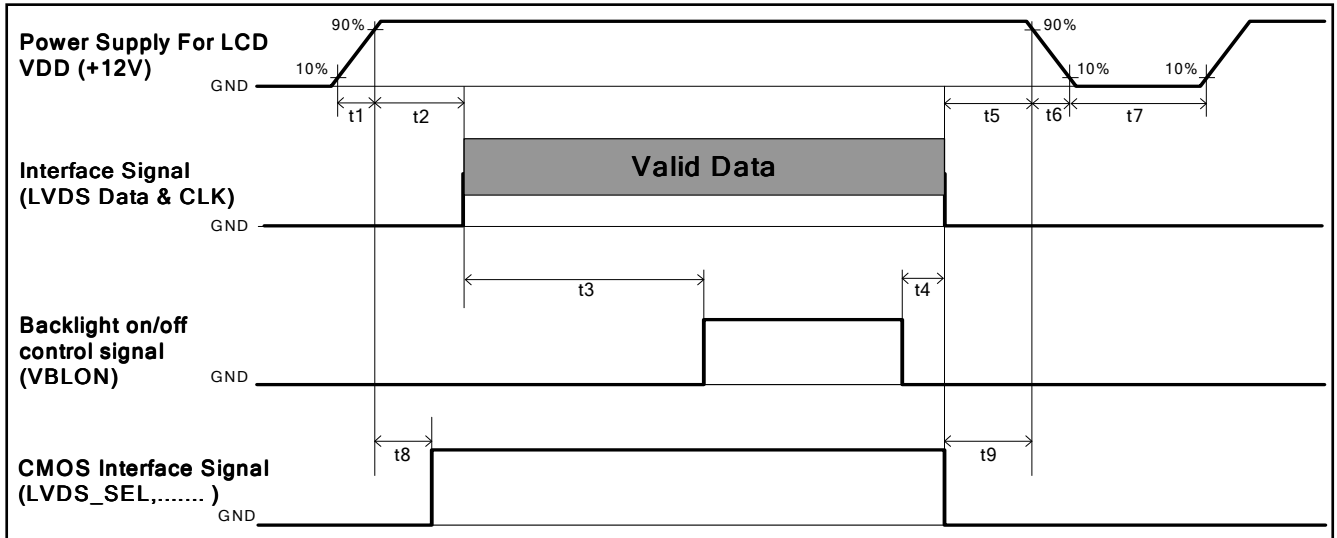 Power Supply For LCD
VDD (+12V)
GND
10%
90%
90%
10%
10%
t1
t2
t5
t6
t7
Interface Signal
(LVDS Data & CLK)
GND
Valid Data
t3
t4
Backlight on/off
control signal
(VBLON)
GND
t8
t9
CMOS Interface Signal
(LVDS_SEL,....... )
GND